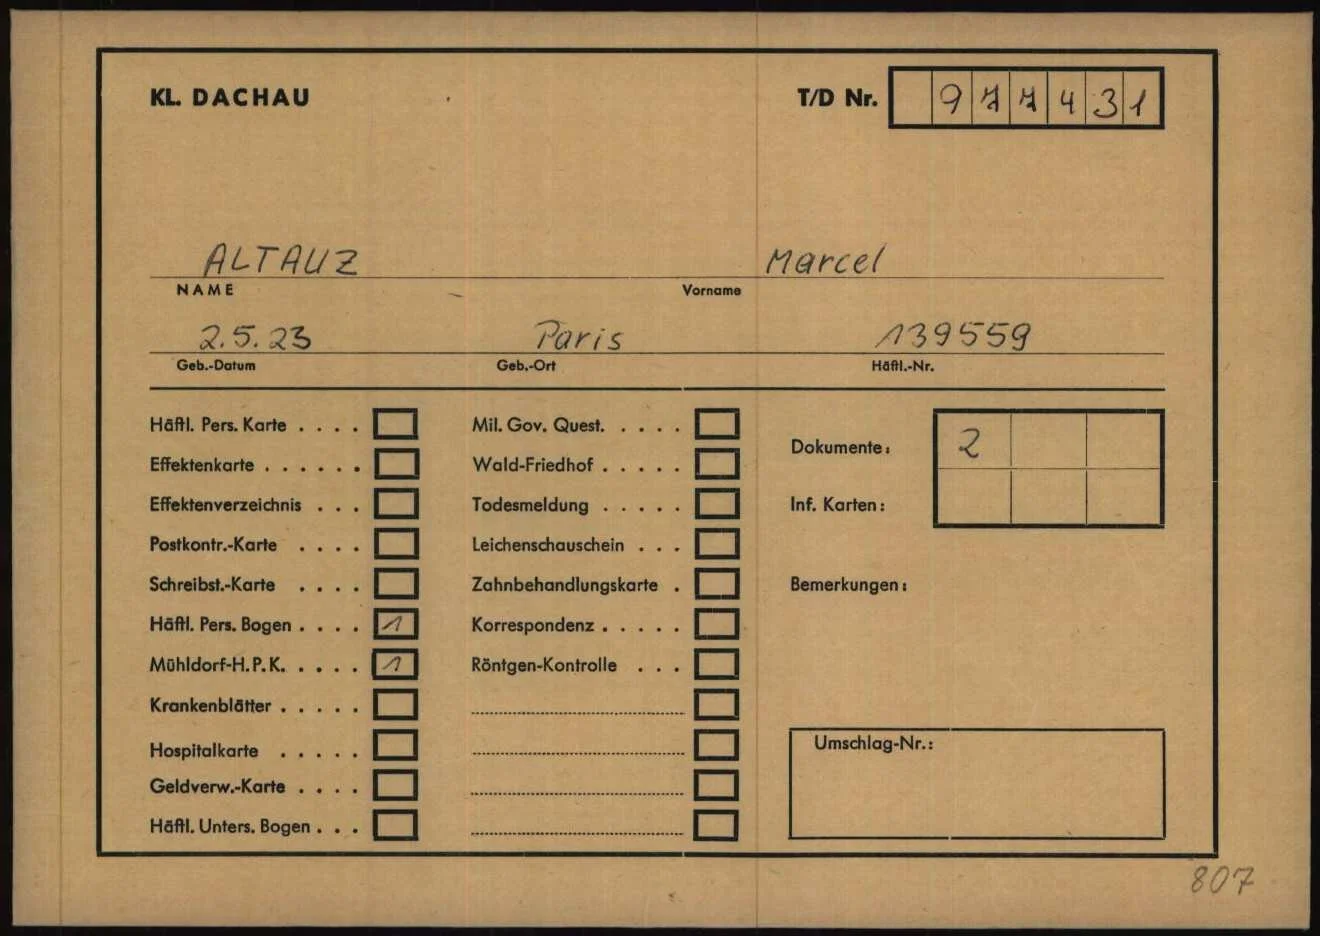 KL. DACHAU T/D Nr. 977431
ALTAUZ Marcel
NAME Vorname
2.5.23 Paris 139559
Geb.-Datum Geb.-Ort Häftl.-Nr.
Häftl. Pers. Karte . . . . Mil. Gov. Quest. . . . . Dokumente: 2
Effektenkarte . . . . . . Wald-Friedhof . . . . .
Effektenverzeichnis . . . Todesmeldung . . . . . Inf. Karten:
Postkontr.-Karte . . . . Leichenschauschein . . .
Schreibst.-Karte . . . . Zahnbehandlungskarte . Bemerkungen:
Häftl. Pers. Bogen . . . . 1 Korrespondenz . . . . .
Mühldorf-H.P.K. . . . . 1 Röntgen-Kontrolle . . .
Krankenblätter . . . . .
Hospitalkarte . . . . . Umschlag-Nr.:
Geldverw.-Karte . . . .
Häftl. Unters. Bogen . . .
807